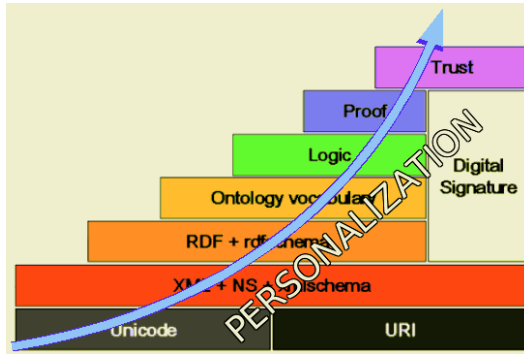 Trust
Proof
Logic
Digital
Signature
Ontology vocabulary
RDF + rdfschema
XML + NS + xmlschema
Unicode
URI
PERSONALIZATION